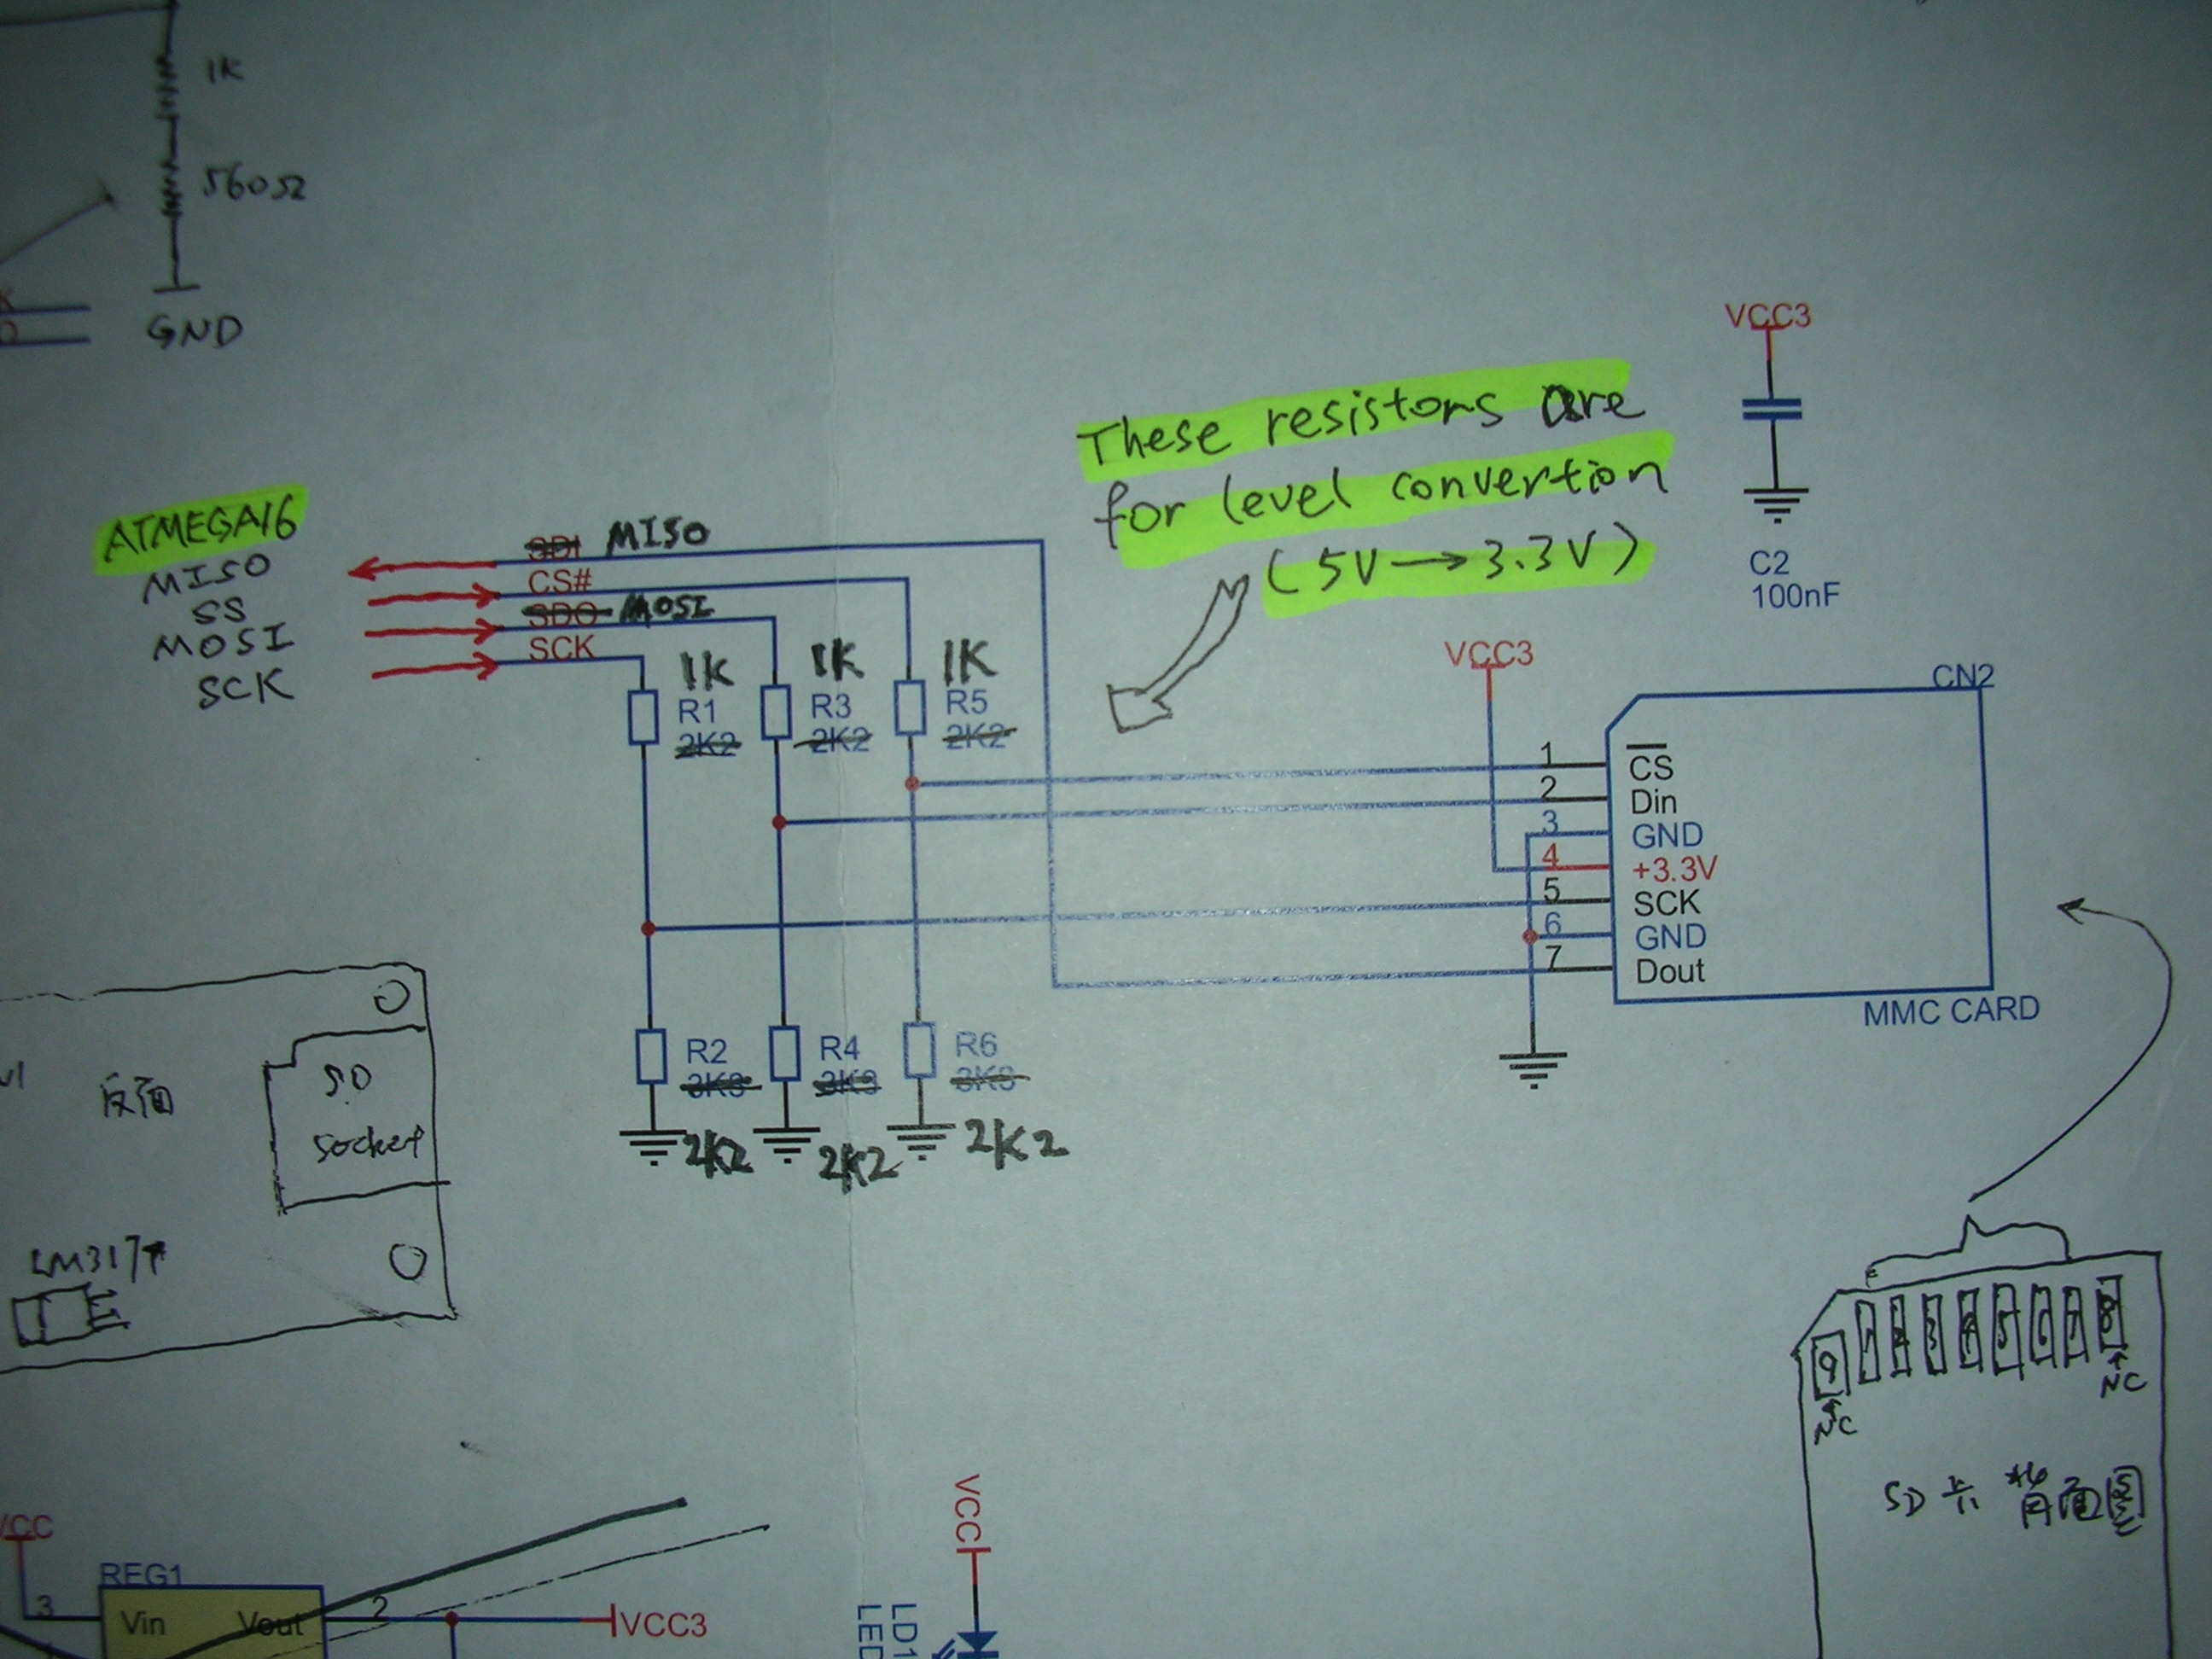 1K
560Ω
GND
VCC3
C2
100nF
These resistors are
for level convertion
(5V→3.3V)
ATMEGA16
MISO
SS
MOSI
SCK
SDI MISO
CS#
SDO MOSI
SCK
1K
R1
2K2
1K
R3
2K2
1K
R5
2K2
R2
3K3
2K2
R4
3K3
2K2
R6
3K3
2K2
VCC3
CN2
1 CS
2 Din
3 GND
4 +3.3V
5 SCK
6 GND
7 Dout
MMC CARD
反面
SD
socket
LM317T
9 1 2 3 4 5 6 7 8
NC
NC
SD卡 背面图
VCC
REG1
3 Vin Vout 2
VCC3
VCC
LD1
LED